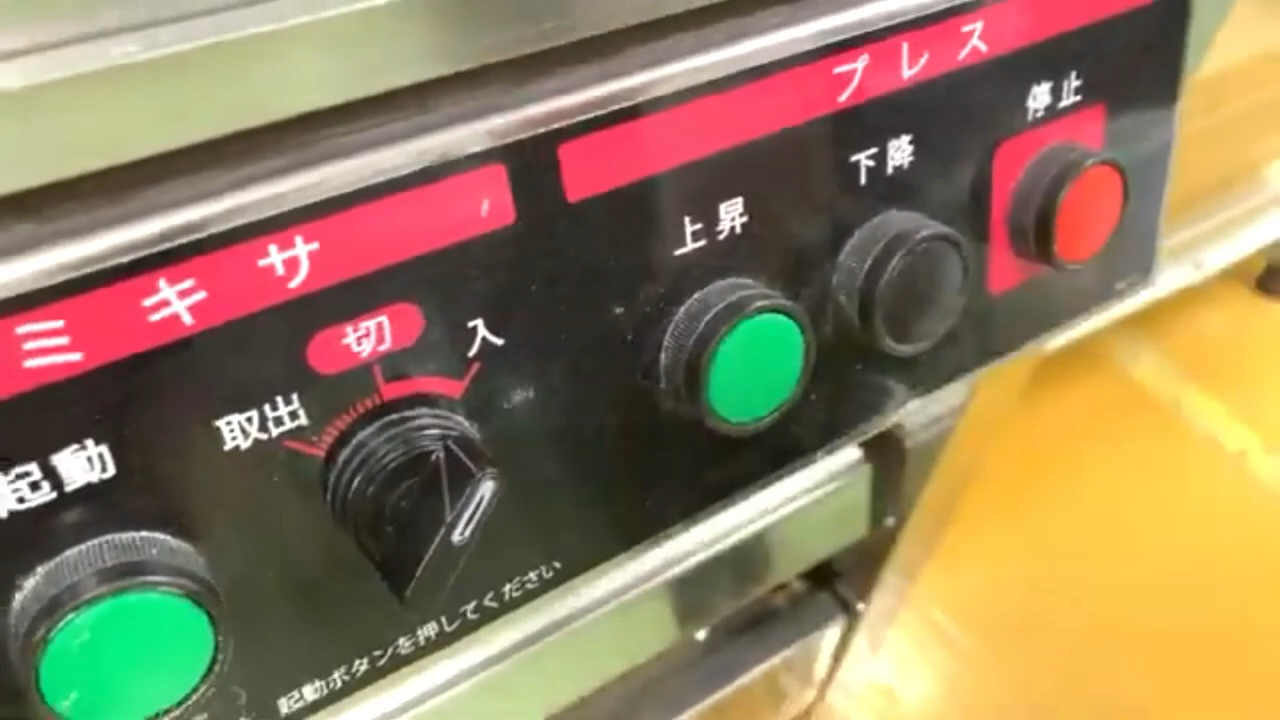 ミキサ
プレス
切
入
取出
起動
上昇
下降
停止
起動ボタンを押してください